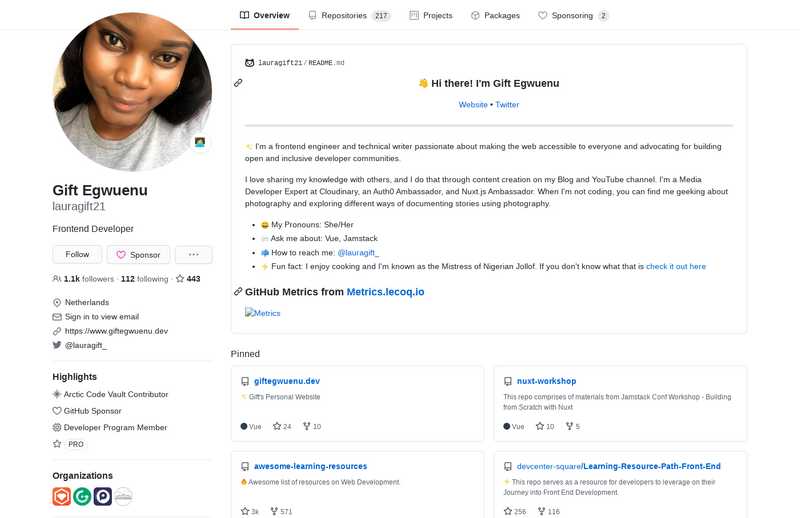 Overview Repositories 217 Projects Packages Sponsoring 2
lauragift21 / README.md
Hi there! I'm Gift Egwuenu
Website • Twitter
I'm a frontend engineer and technical writer passionate about making the web accessible to everyone and advocating for building
open and inclusive developer communities.
I love sharing my knowledge with others, and I do that through content creation on my Blog and YouTube channel. I'm a Media
Developer Expert at Cloudinary, an Auth0 Ambassador, and Nuxt.js Ambassador. When I'm not coding, you can find me geeking about
photography and exploring different ways of documenting stories using photography.
• 😄 My Pronouns: She/Her
• 💬 Ask me about: Vue, Jamstack
• 📫 How to reach me: @lauragift_
• ⚡ Fun fact: I enjoy cooking and I'm known as the Mistress of Nigerian Jollof. If you don't know what that is check it out here
GitHub Metrics from Metrics.lecoq.io
Metrics
Gift Egwuenu
lauragift21
Frontend Developer
Follow Sponsor ...
1.1k followers · 112 following · 443
Netherlands
Sign in to view email
https://www.giftegwuenu.dev
@lauragift_
Highlights
Arctic Code Vault Contributor
GitHub Sponsor
Developer Program Member
PRO
Organizations
Pinned
giftegwuenu.dev
Gift's Personal Website
Vue 24 10
nuxt-workshop
This repo comprises of materials from Jamstack Conf Workshop - Building
from Scratch with Nuxt
Vue 10 5
awesome-learning-resources
🔥 Awesome list of resources on Web Development.
3k 571
devcenter-square/Learning-Resource-Path-Front-End
⚡ This repo serves as a resource for developers to leverage on their
Journey into Front End Development.
256 116